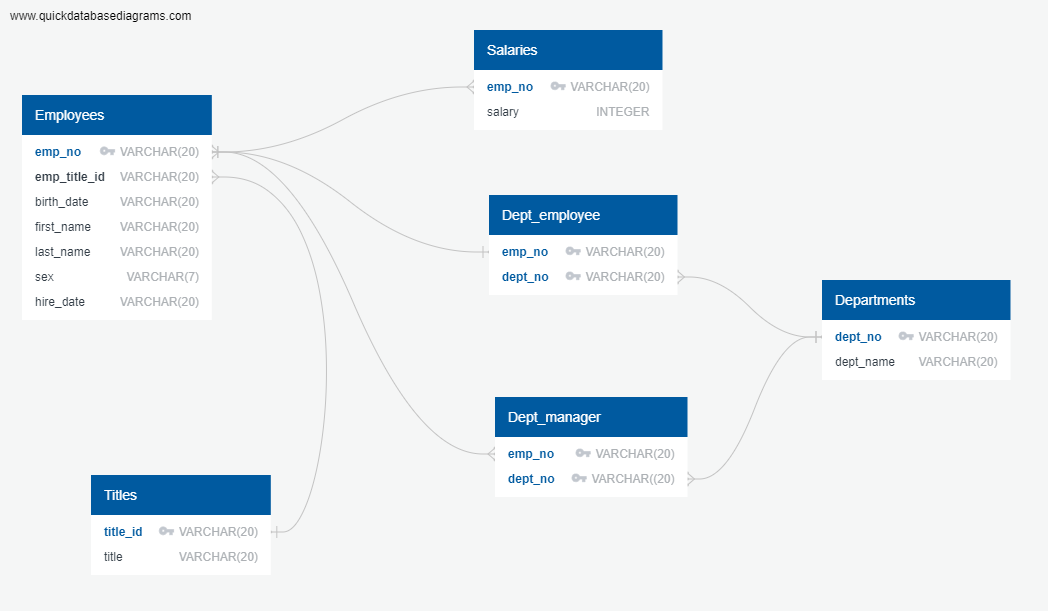 www.quickdatabasediagrams.com
Salaries
emp_no VARCHAR(20)
salary INTEGER
Employees
emp_no VARCHAR(20)
emp_title_id VARCHAR(20)
birth_date VARCHAR(20)
first_name VARCHAR(20)
last_name VARCHAR(20)
sex VARCHAR(7)
hire_date VARCHAR(20)
Dept_employee
emp_no VARCHAR(20)
dept_no VARCHAR(20)
Departments
dept_no VARCHAR(20)
dept_name VARCHAR(20)
Dept_manager
emp_no VARCHAR(20)
dept_no VARCHAR((20)
Titles
title_id VARCHAR(20)
title VARCHAR(20)